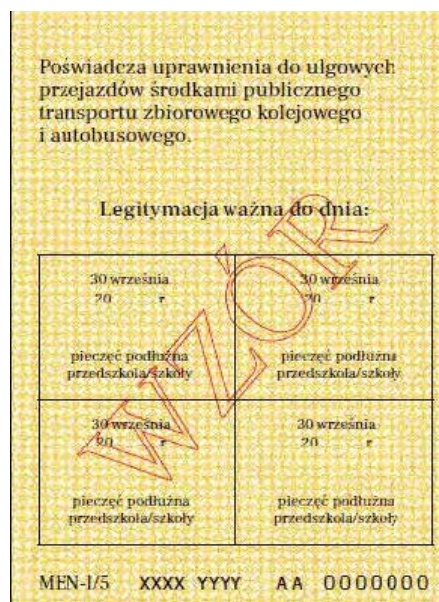 Poświadcza uprawnienia do ulgowych
przejazdów środkami publicznego
transportu zbiorowego kolejowego
i autobusowego.
Legitymacja ważna do dnia:
30 września
20 r
pieczęć podłużna
przedszkola/szkoły
30 września
20 r
pieczęć podłużna
przedszkola/szkoły
30 września
20 r
pieczęć podłużna
przedszkola/szkoły
30 września
20 r
pieczęć podłużna
przedszkola/szkoły
WZÓR
MEN-I/5 XXXX YYYY AA 0000000